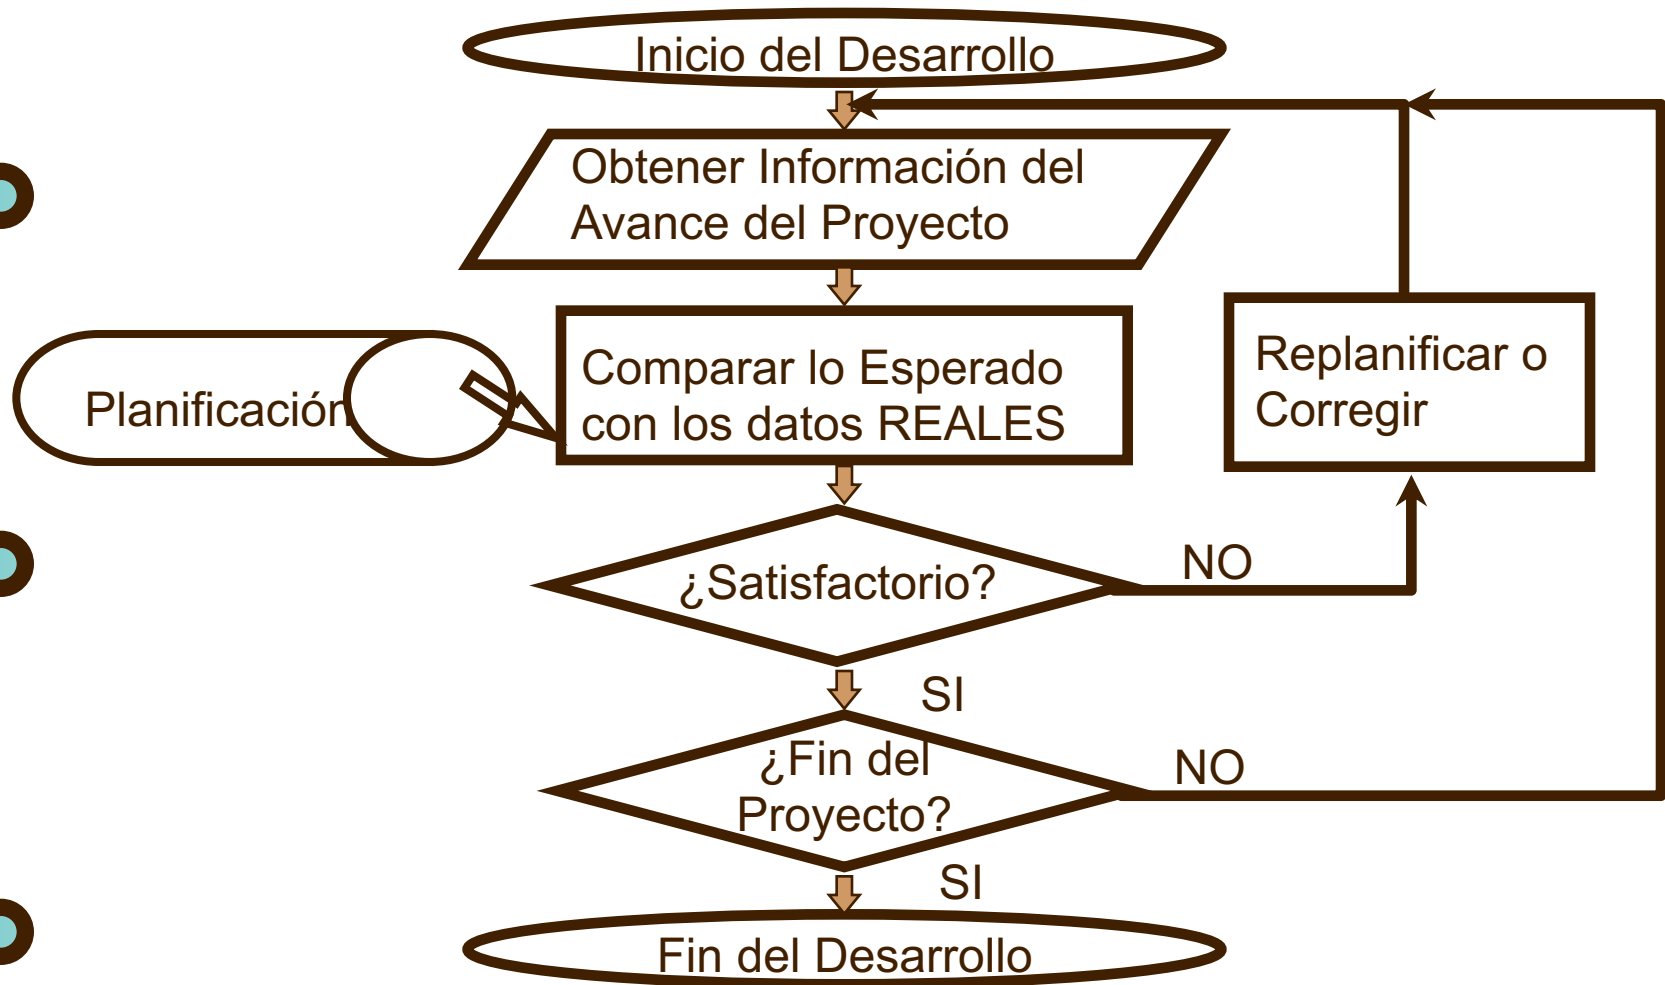 Inicio del Desarrollo
Obtener Información del
Avance del Proyecto
Planificación
Comparar lo Esperado
con los datos REALES
Replanificar o
Corregir
¿Satisfactorio?
NO
SI
¿Fin del
Proyecto?
NO
SI
Fin del Desarrollo